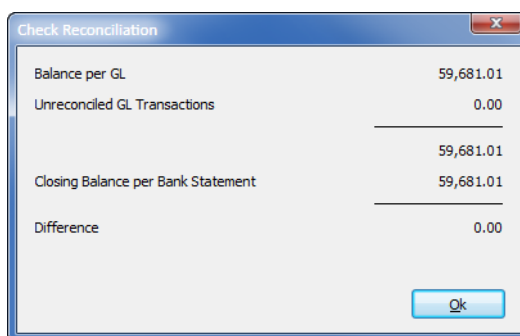 Check Reconciliation
Balance per GL 59,681.01
Unreconciled GL Transactions 0.00
59,681.01
Closing Balance per Bank Statement 59,681.01
Difference 0.00
Ok